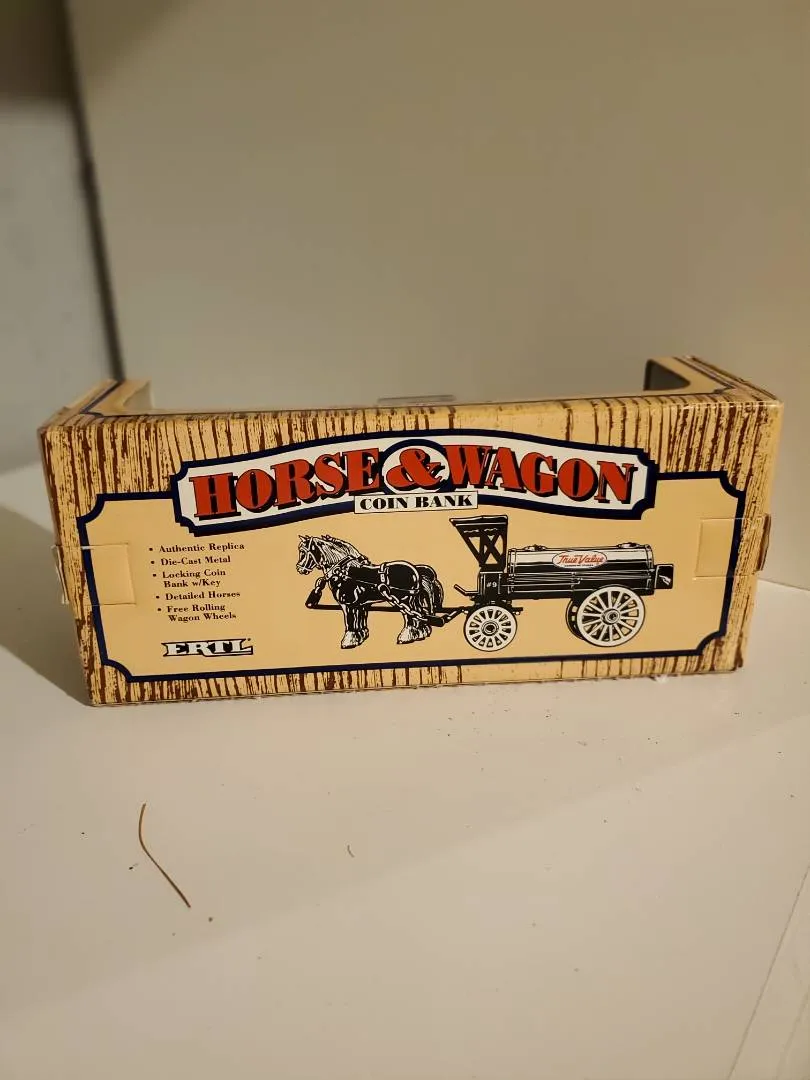 HORSE & WAGON
COIN BANK
• Authentic Replica
• Die-Cast Metal
• Locking Coin
Bank w/Key
• Detailed Horses
• Free Rolling
Wagon Wheels
ERTL
#9
True Value